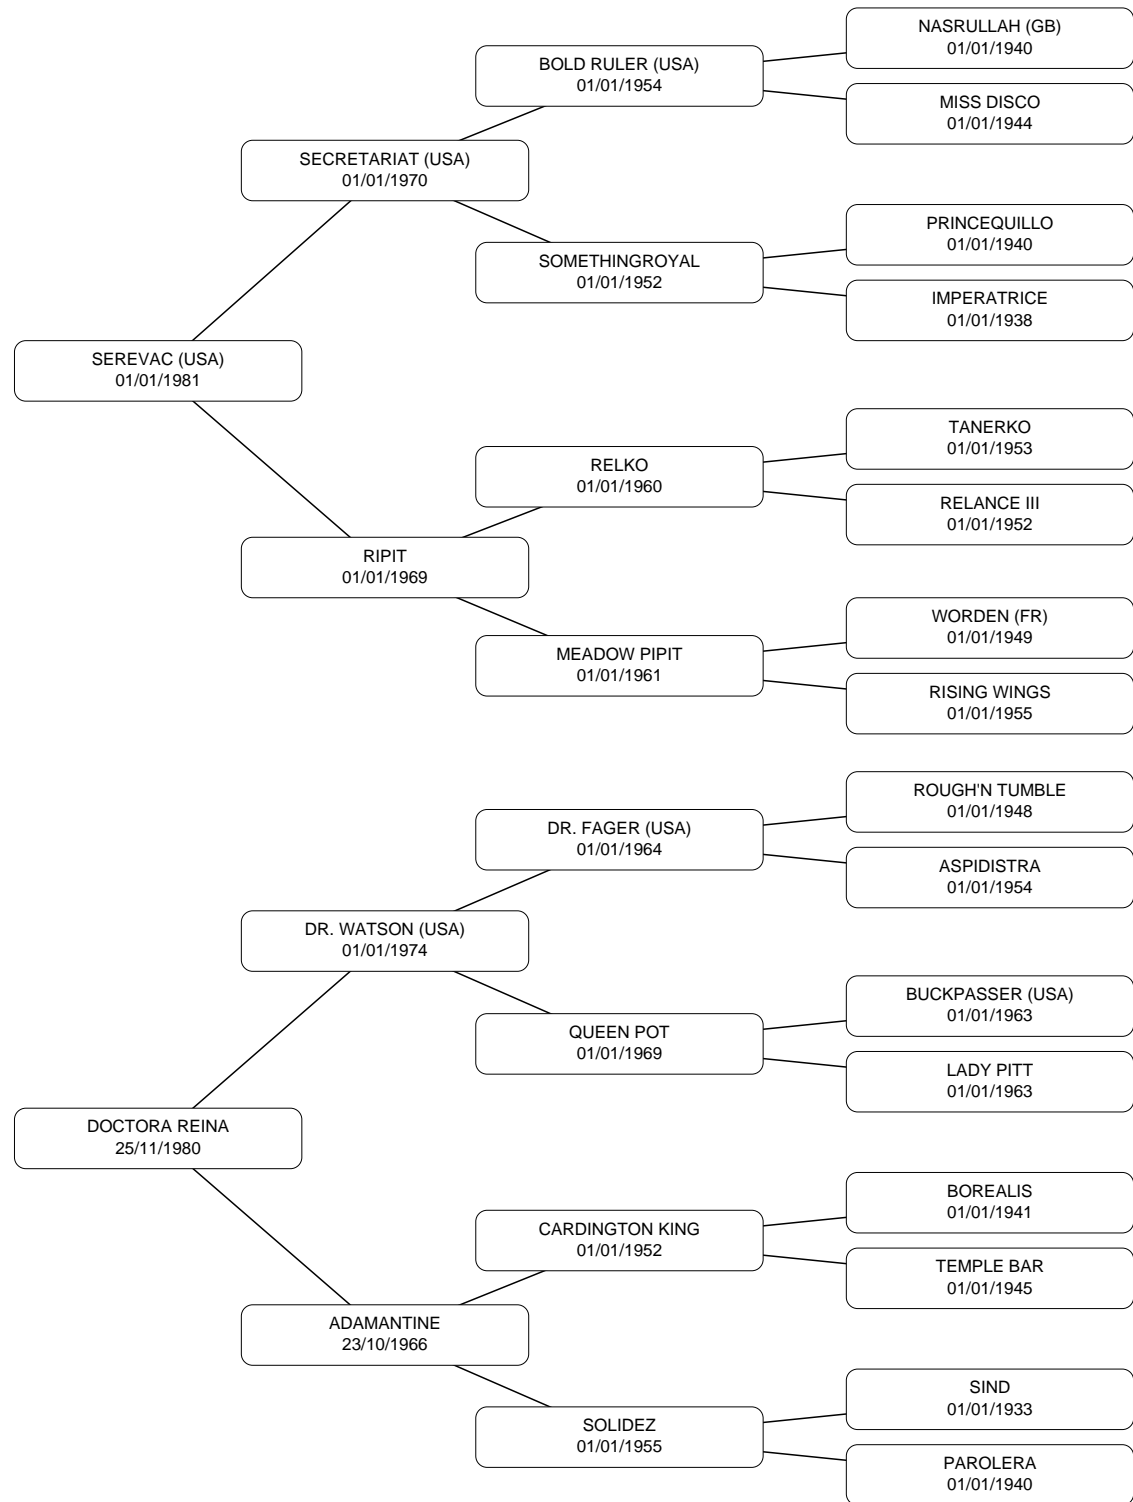 NASRULLAH (GB)
01/01/1940
BOLD RULER (USA)
01/01/1954
MISS DISCO
01/01/1944
SECRETARIAT (USA)
01/01/1970
PRINCEQUILLO
01/01/1940
SOMETHINGROYAL
01/01/1952
IMPERATRICE
01/01/1938
SEREVAC (USA)
01/01/1981
TANERKO
01/01/1953
RELKO
01/01/1960
RELANCE III
01/01/1952
RIPIT
01/01/1969
WORDEN (FR)
01/01/1949
MEADOW PIPIT
01/01/1961
RISING WINGS
01/01/1955
ROUGH'N TUMBLE
01/01/1948
DR. FAGER (USA)
01/01/1964
ASPIDISTRA
01/01/1954
DR. WATSON (USA)
01/01/1974
BUCKPASSER (USA)
01/01/1963
QUEEN POT
01/01/1969
LADY PITT
01/01/1963
DOCTORA REINA
25/11/1980
BOREALIS
01/01/1941
CARDINGTON KING
01/01/1952
TEMPLE BAR
01/01/1945
ADAMANTINE
23/10/1966
SIND
01/01/1933
SOLIDEZ
01/01/1955
PAROLERA
01/01/1940